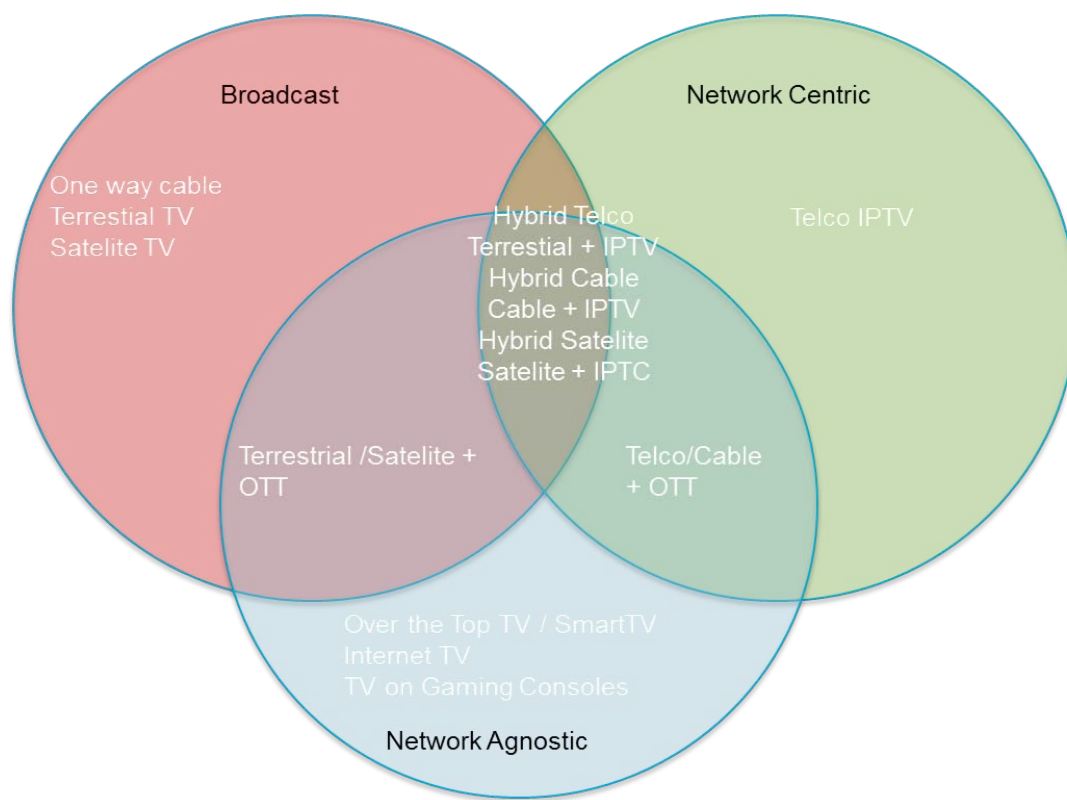 Broadcast
Network Centric
One way cable
Terrestial TV
Satelite TV
Telco IPTV
Hybrid Telco
Terrestial + IPTV
Hybrid Cable
Cable + IPTV
Hybrid Satelite
Satelite + IPTC
Terrestrial /Satelite +
OTT
Telco/Cable
+ OTT
Over the Top TV / SmartTV
Internet TV
TV on Gaming Consoles
Network Agnostic